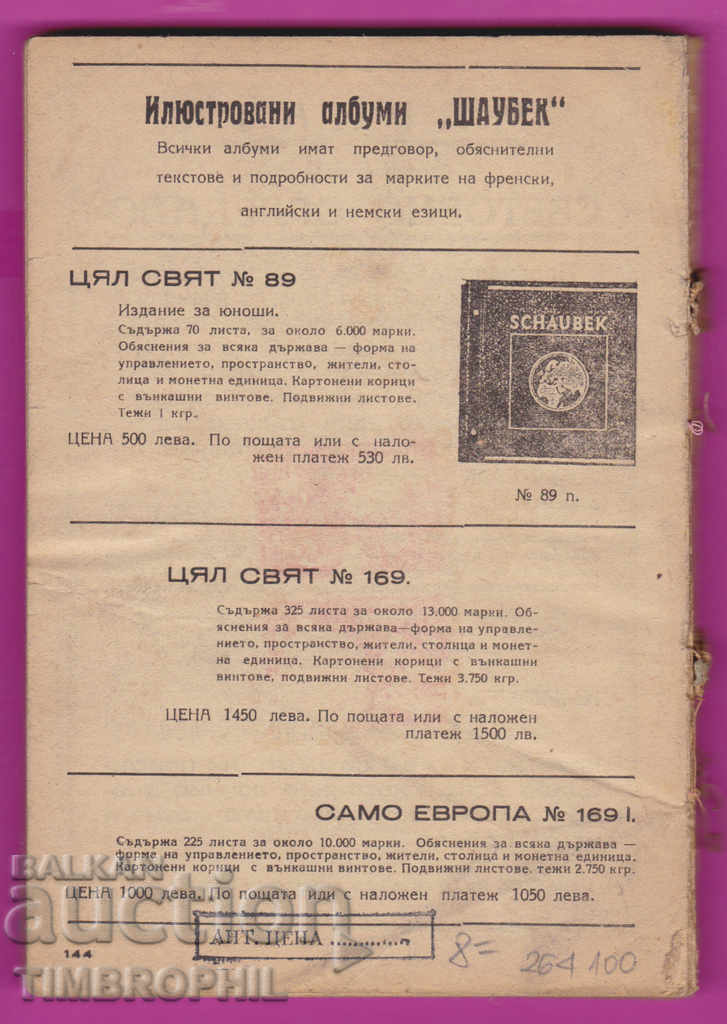 Илюстровани албуми „ШАУБЕК“
Всички албуми имат предговор, обяснителни
текстове и подробности за марките на френски,
английски и немски езици.
ЦЯЛ СВЯТ № 89
Издание за юноши.
Съдържа 70 листа, за около 6.000 марки.
Обяснения за всяка държава — форма на
управлението, пространство, жители, сто-
лица и монетна единица. Картонени корици
с вънкашни винтове. Подвижни листове.
Тежи 1 кгр.
ЦЕНА 500 лева. По пощата или с нало-
жен платеж 530 лв.
SCHAUBEK
№ 89 п.
ЦЯЛ СВЯТ № 169.
Съдържа 325 листа за около 13.000 марки. Об-
яснения за всяка държава—форма на управле-
нието, пространство, жители, столица и монет-
на единица. Картонени корици с вънкашни
винтове, подвижни листове. Тежи 3.750 кгр.
ЦЕНА 1450 лева. По пощата или с наложен
платеж 1500 лв.
САМО ЕВРОПА № 169 I.
Съдържа 225 листа за около 10.000 марки. Обяснения за всяка държава —
форма на управлението, пространство, жители, столица и монетна единица.
Картонени корици с вънкашни винтове. Подвижни листове. тежи 2.750 кгр.
ЦЕНА 1000 лева. По пощата или с наложен платеж 1050 лева.
BALKAN
auction
АНТ. ЦЕНА ............
8=
264100
144
TIMBROPHIL